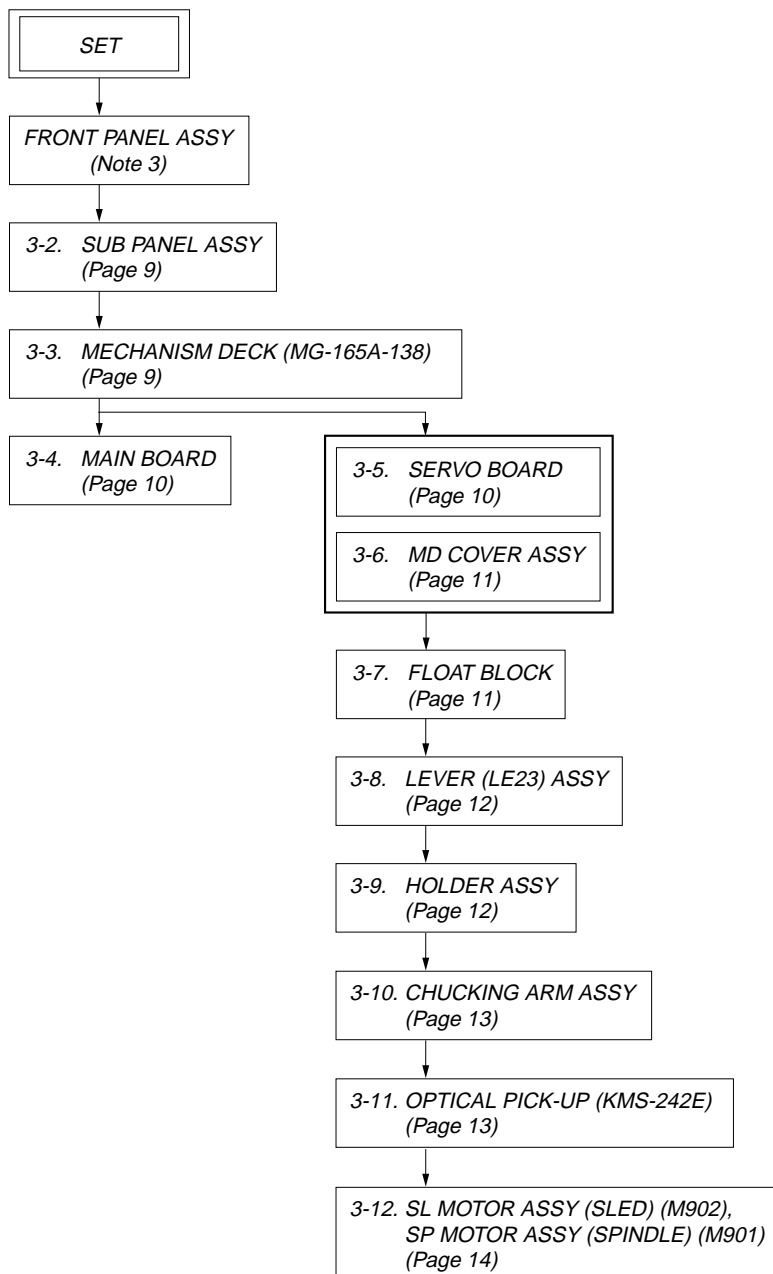 SET
FRONT PANEL ASSY
(Note 3)
3-2. SUB PANEL ASSY
(Page 9)
3-3. MECHANISM DECK (MG-165A-138)
(Page 9)
3-4. MAIN BOARD
(Page 10)
3-5. SERVO BOARD
(Page 10)
3-6. MD COVER ASSY
(Page 11)
3-7. FLOAT BLOCK
(Page 11)
3-8. LEVER (LE23) ASSY
(Page 12)
3-9. HOLDER ASSY
(Page 12)
3-10. CHUCKING ARM ASSY
(Page 13)
3-11. OPTICAL PICK-UP (KMS-242E)
(Page 13)
3-12. SL MOTOR ASSY (SLED) (M902),
SP MOTOR ASSY (SPINDLE) (M901)
(Page 14)